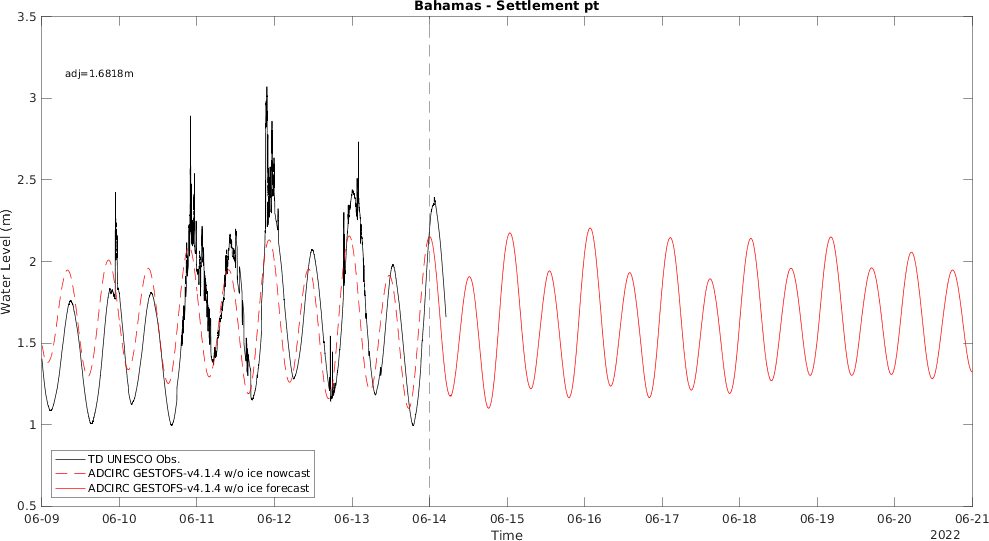 Bahamas - Settlement pt
adj=1.6818m
3.5
3
2.5
2
1.5
1
0.5
Water Level (m)
TD UNESCO Obs.
ADCIRC GESTOFS-v4.1.4 w/o ice nowcast
ADCIRC GESTOFS-v4.1.4 w/o ice forecast
06-09 06-10 06-11 06-12 06-13 06-14 06-15 06-16 06-17 06-18 06-19 06-20 06-21
Time
2022